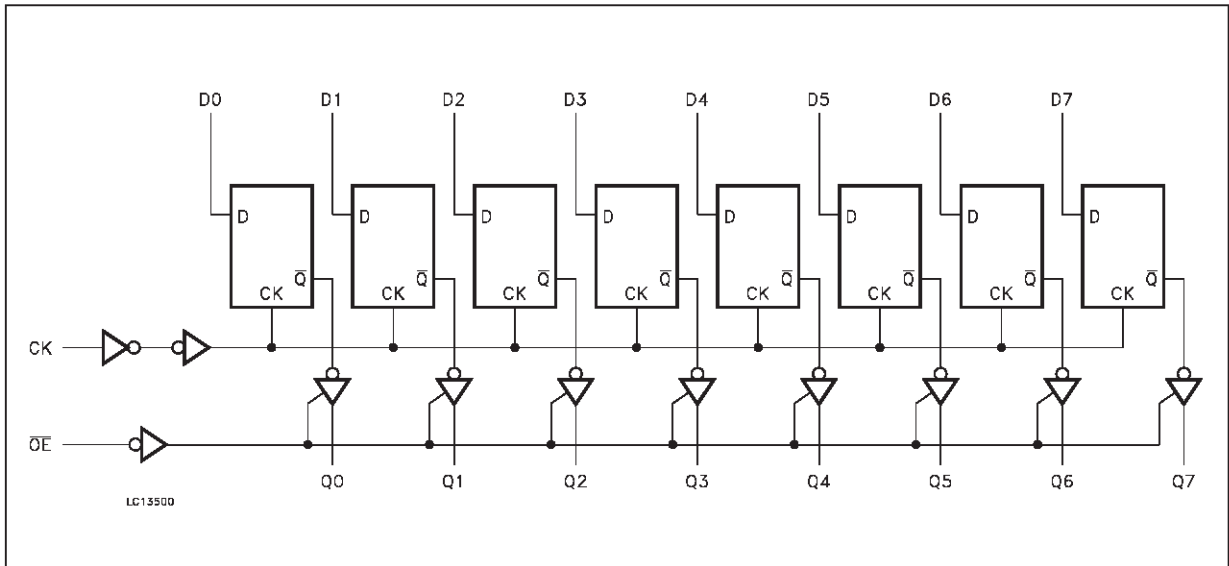 D0 D1 D2 D3 D4 D5 D6 D7
D D D D D D D D
Q̅ Q̅ Q̅ Q̅ Q̅ Q̅ Q̅ Q̅
CK CK CK CK CK CK CK CK
CK
O̅E̅
Q0 Q1 Q2 Q3 Q4 Q5 Q6 Q7
LC13500